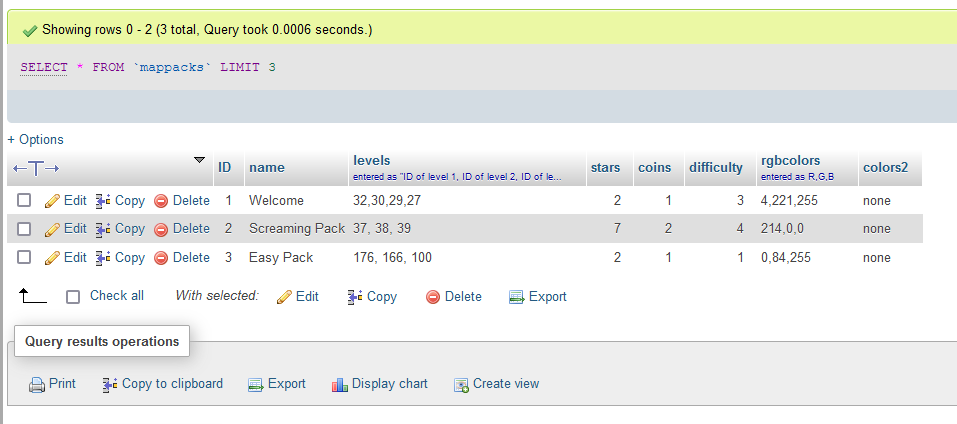 Showing rows 0 - 2 (3 total, Query took 0.0006 seconds.)
SELECT * FROM `mappacks` LIMIT 3
+ Options
←T→ ID name levels stars coins difficulty rgbcolors colors2
entered as "ID of level 1, ID of level 2, ID of le... entered as R,G,B
Edit Copy Delete 1 Welcome 32,30,29,27 2 1 3 4,221,255 none
Edit Copy Delete 2 Screaming Pack 37, 38, 39 7 2 4 214,0,0 none
Edit Copy Delete 3 Easy Pack 176, 166, 100 2 1 1 0,84,255 none
Check all With selected: Edit Copy Delete Export
Query results operations
Print Copy to clipboard Export Display chart Create view